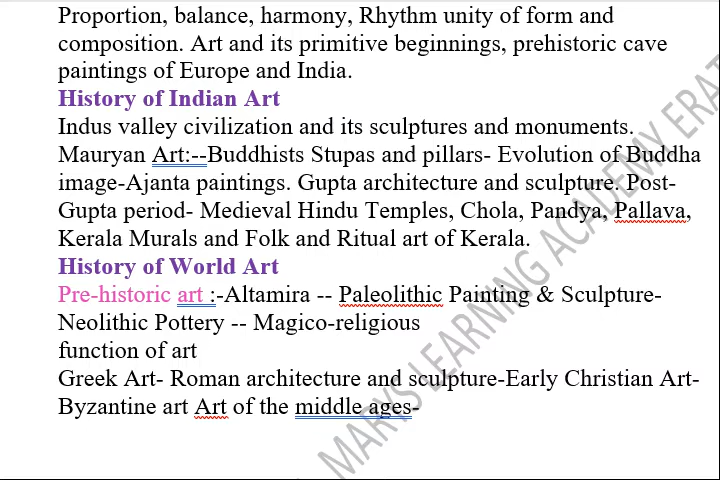 Proportion, balance, harmony, Rhythm unity of form and
composition. Art and its primitive beginnings, prehistoric cave
paintings of Europe and India.
History of Indian Art
Indus valley civilization and its sculptures and monuments.
Mauryan Art:--Buddhists Stupas and pillars- Evolution of Buddha
image-Ajanta paintings. Gupta architecture and sculpture. Post-
Gupta period- Medieval Hindu Temples, Chola, Pandya, Pallava,
Kerala Murals and Folk and Ritual art of Kerala.
History of World Art
Pre-historic art :-Altamira -- Paleolithic Painting & Sculpture-
Neolithic Pottery -- Magico-religious
function of art
Greek Art- Roman architecture and sculpture-Early Christian Art-
Byzantine art Art of the middle ages-
MARYS LEARNING ACADEMY ERAT